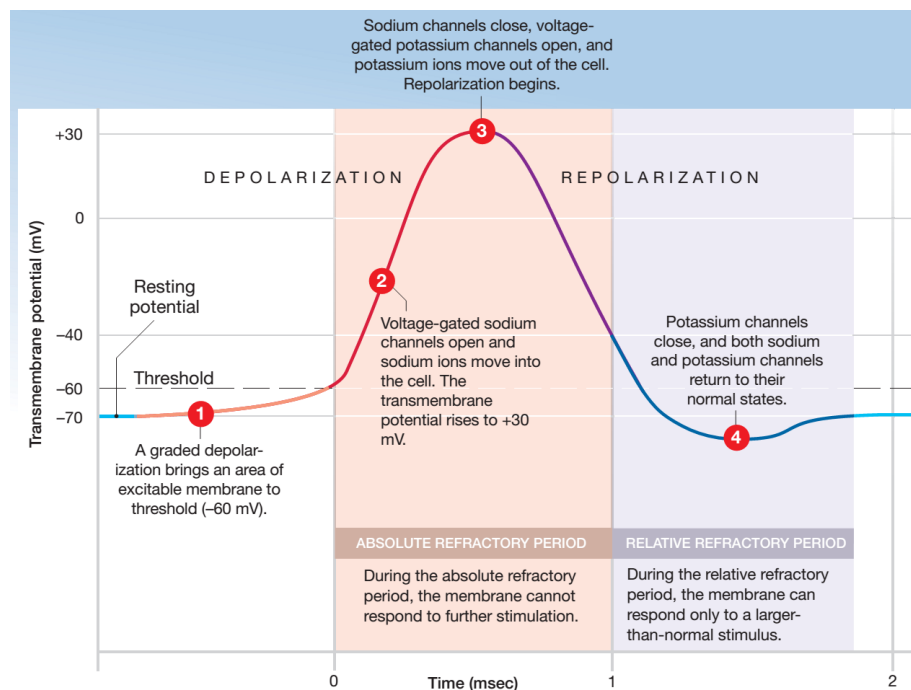 Sodium channels close, voltage-
gated potassium channels open, and
potassium ions move out of the cell.
Repolarization begins.
+30
3
DEPOLARIZATION
REPOLARIZATION
0
Transmembrane potential (mV)
2
Resting
potential
Voltage-gated sodium
channels open and
sodium ions move into
the cell. The
transmembrane
potential rises to +30
mV.
Potassium channels
close, and both sodium
and potassium channels
return to their
normal states.
–40
Threshold
–60
–70
1
4
A graded depolar-
ization brings an area of
excitable membrane to
threshold (–60 mV).
ABSOLUTE REFRACTORY PERIOD
RELATIVE REFRACTORY PERIOD
During the absolute refractory
period, the membrane cannot
respond to further stimulation.
During the relative refractory
period, the membrane can
respond only to a larger-
than-normal stimulus.
0
Time (msec)
1
2